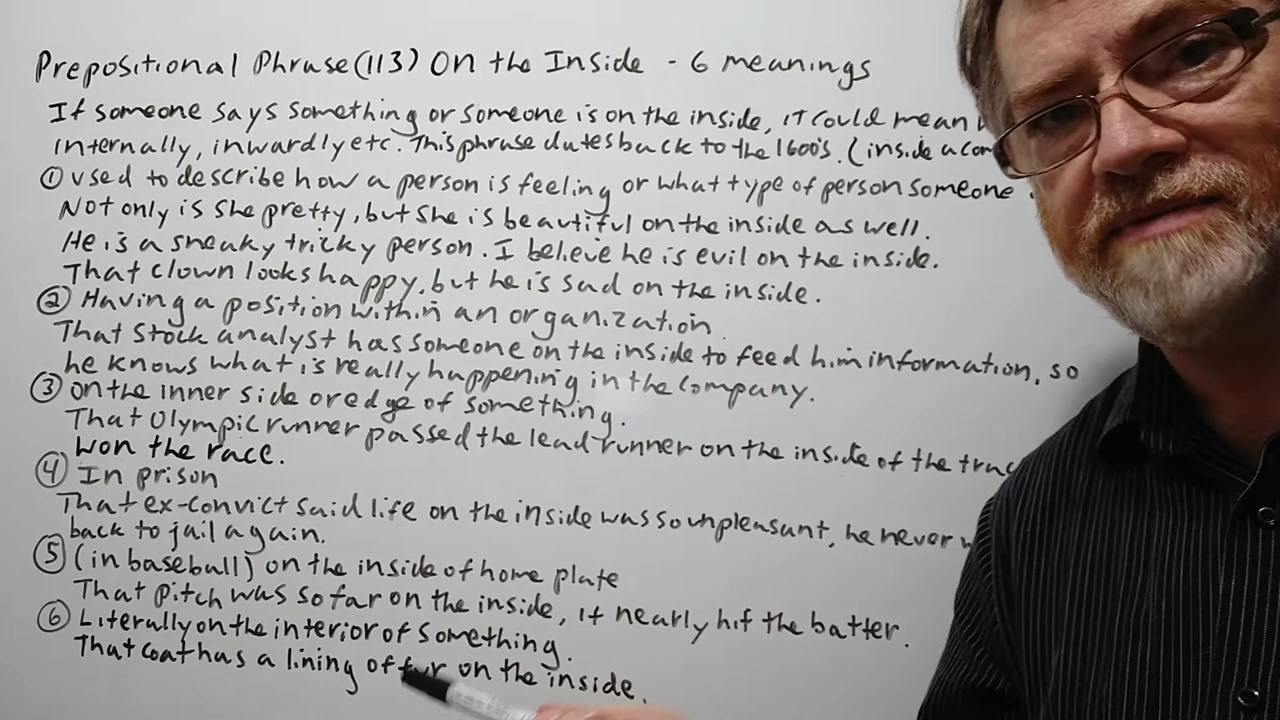 Prepositional Phrase (113) On the Inside - 6 meanings
If someone says something or someone is on the inside, it could mean
internally, inwardly etc. This phrase dates back to the 1600's. (inside a
① used to describe how a person is feeling or what type of person someone
Not only is she pretty, but she is beautiful on the inside as well.
He is a sneaky tricky person. I believe he is evil on the inside.
That clown looks happy, but he is sad on the inside.
② Having a position within an organization
That stock analyst has someone on the inside to feed him information, so
he knows what is really happening in the company.
③ on the inner side or edge of something.
That Olympic runner passed the lead runner on the inside of the
won the race.
④ In prison
That ex-convict said life on the inside was so unpleasant, he never
back to jail again.
⑤ (in baseball) on the inside of home plate
That pitch was so far on the inside, it nearly hit the batter.
⑥ Literally on the interior of something.
That coat has a lining of fur on the inside.